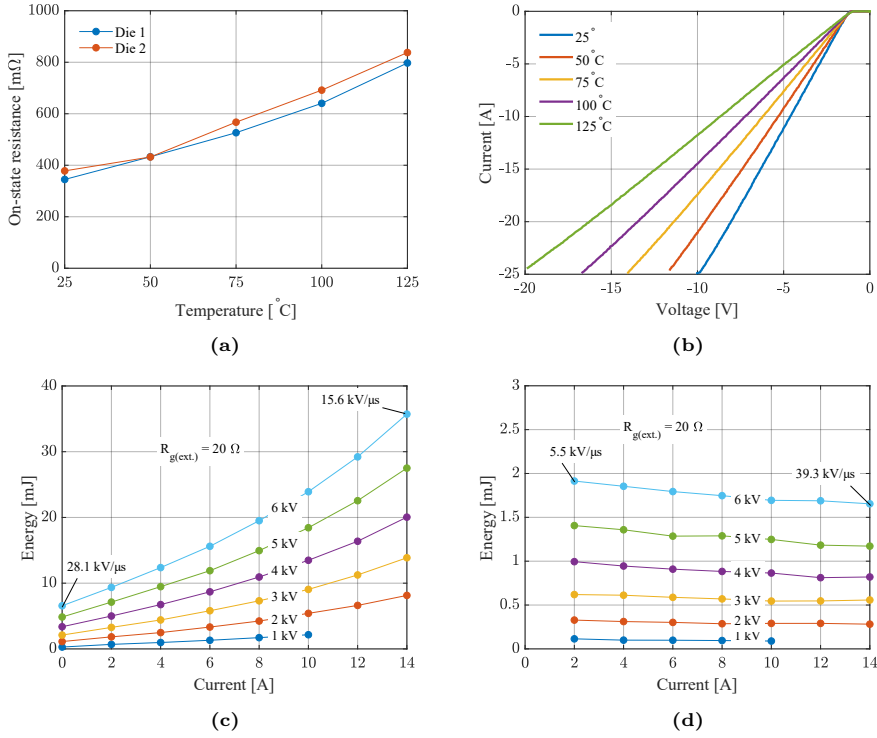 1000
800
600
400
200
0
25
50
75
100
125
On-state resistance [mΩ]
Temperature [°C]
Die 1
Die 2
(a)
0
-5
-10
-15
-20
-25
-20
-15
-10
-5
0
Current [A]
Voltage [V]
25°
50°C
75°C
100°C
125°C
(b)
40
30
20
10
0
0
2
4
6
8
10
12
14
Energy [mJ]
Current [A]
15.6 kV/µs
Rg(ext.) = 20 Ω
28.1 kV/µs
6 kV
5 kV
4 kV
3 kV
2 kV
1 kV
(c)
3
2.5
2
1.5
1
0.5
0
0
2
4
6
8
10
12
14
Energy [mJ]
Current [A]
Rg(ext.) = 20 Ω
5.5 kV/µs
39.3 kV/µs
6 kV
5 kV
4 kV
3 kV
2 kV
1 kV
(d)